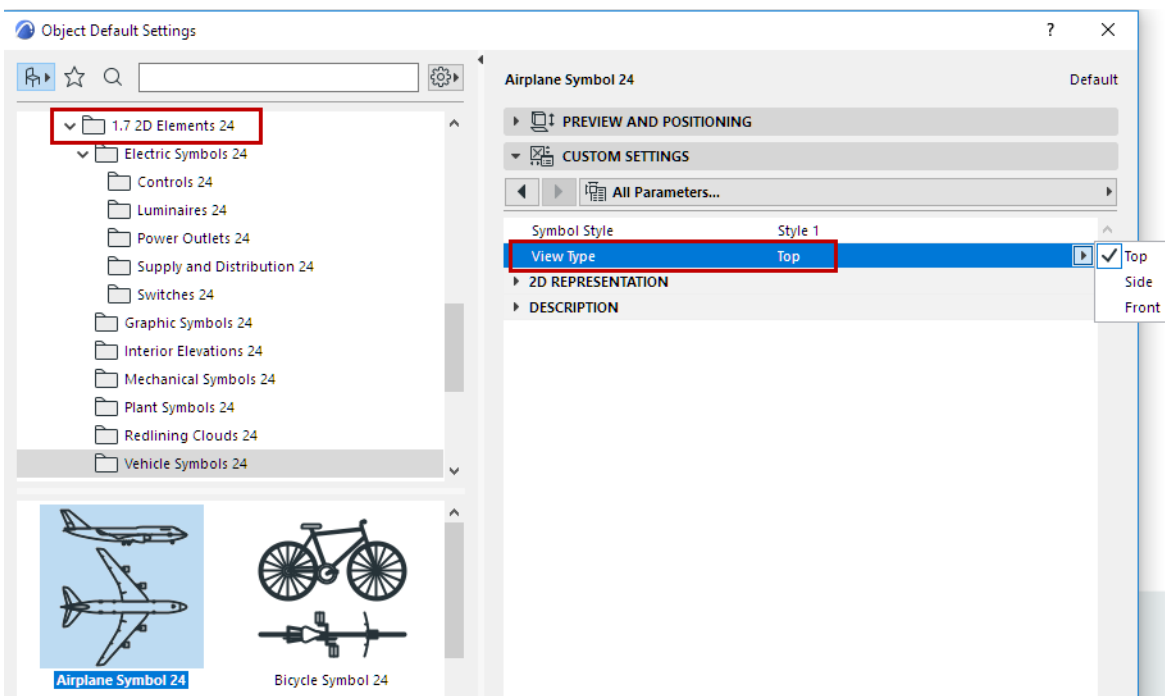 Object Default Settings
?
1.7 2D Elements 24
Electric Symbols 24
Controls 24
Luminaires 24
Power Outlets 24
Supply and Distribution 24
Switches 24
Graphic Symbols 24
Interior Elevations 24
Mechanical Symbols 24
Plant Symbols 24
Redlining Clouds 24
Vehicle Symbols 24
Airplane Symbol 24
Bicycle Symbol 24
Airplane Symbol 24 Default
PREVIEW AND POSITIONING
CUSTOM SETTINGS
All Parameters...
Symbol Style Style 1
View Type Top
2D REPRESENTATION
DESCRIPTION
Top
Side
Front